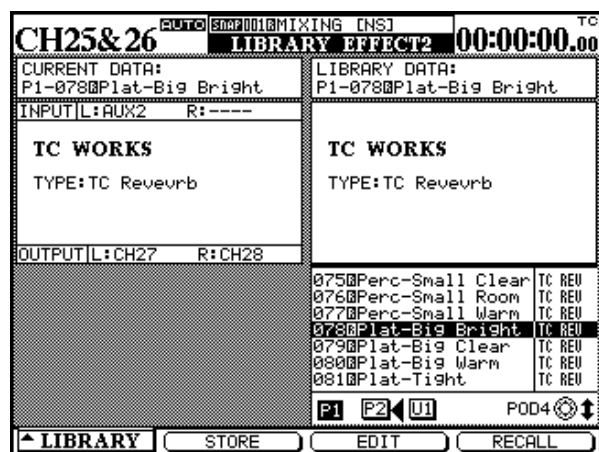 CH25&26 AUTO SNAP001 MIXING [NS] TC
LIBRARY EFFECT2 00:00:00.00
CURRENT DATA:
P1-078 Plat-Big Bright
LIBRARY DATA:
P1-078 Plat-Big Bright
INPUT L:AUX2 R:----
TC WORKS
TYPE:TC Revevrb
OUTPUT L:CH27 R:CH28
TC WORKS
TYPE:TC Revevrb
075 Perc-Small Clear TC REV
076 Perc-Small Room TC REV
077 Perc-Small Warm TC REV
078 Plat-Big Bright TC REV
079 Plat-Big Clear TC REV
080 Plat-Big Warm TC REV
081 Plat-Tight TC REV
P1 P2 U1 POD4
LIBRARY STORE EDIT RECALL